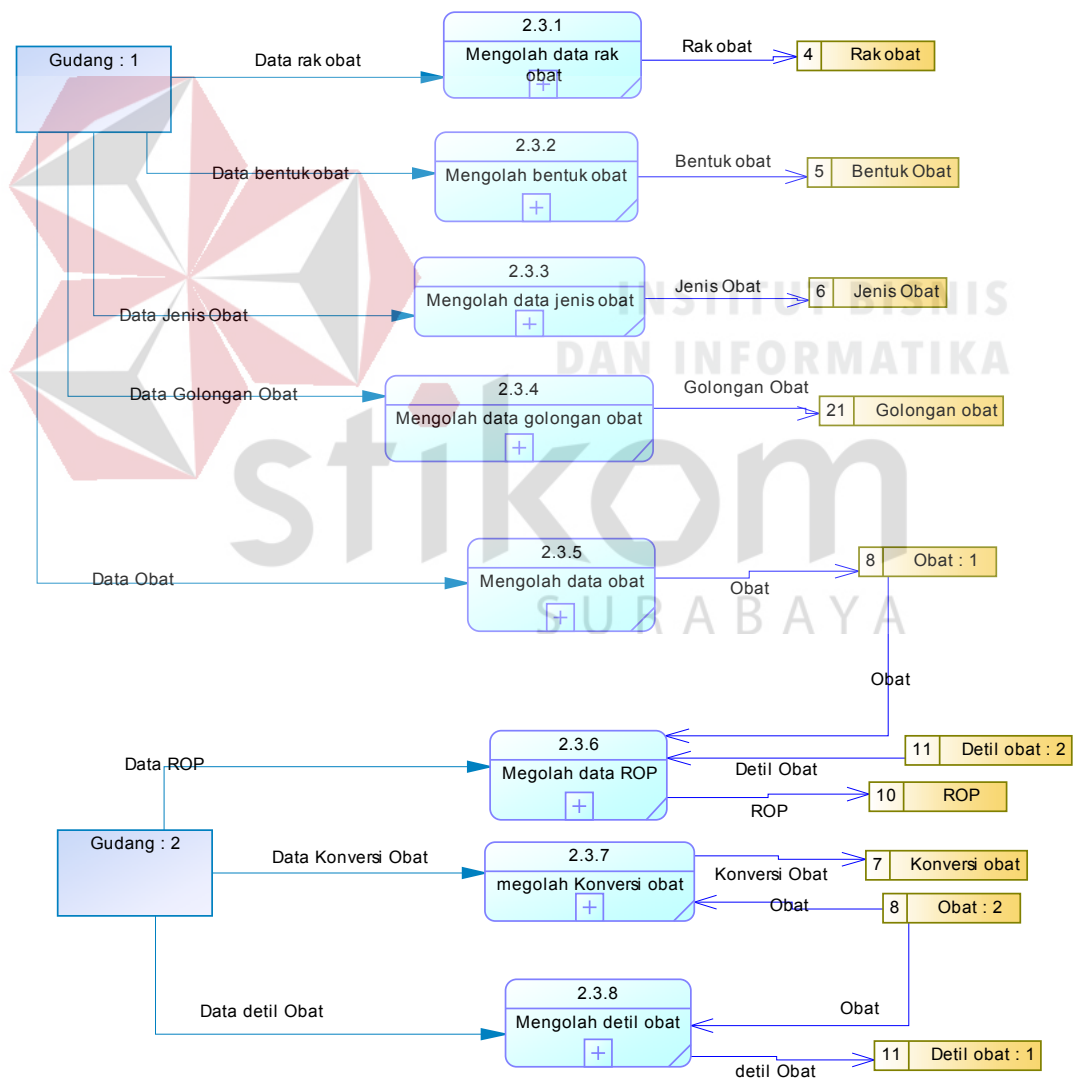 2.3.1
Gudang : 1
Data rak obat
Mengolah data rak
obat
Rak obat
4 Rak obat
2.3.2
Data bentuk obat
Mengolah bentuk obat
Bentuk obat
5 Bentuk Obat
2.3.3
Data Jenis Obat
Mengolah data jenis obat
Jenis Obat
6 Jenis Obat
INSTITUT BISNIS
DAN INFORMATIKA
2.3.4
Data Golongan Obat
Mengolah data golongan obat
Golongan Obat
21 Golongan obat
stikom
2.3.5
Data Obat
Mengolah data obat
Obat
8 Obat : 1
SURABAYA
Obat
2.3.6
Data ROP
Megolah data ROP
Detil Obat
11 Detil obat : 2
ROP
10 ROP
Gudang : 2
2.3.7
Data Konversi Obat
megolah Konversi obat
Konversi Obat
7 Konversi obat
Obat
8 Obat : 2
2.3.8
Data detil Obat
Mengolah detil obat
Obat
detil Obat
11 Detil obat : 1